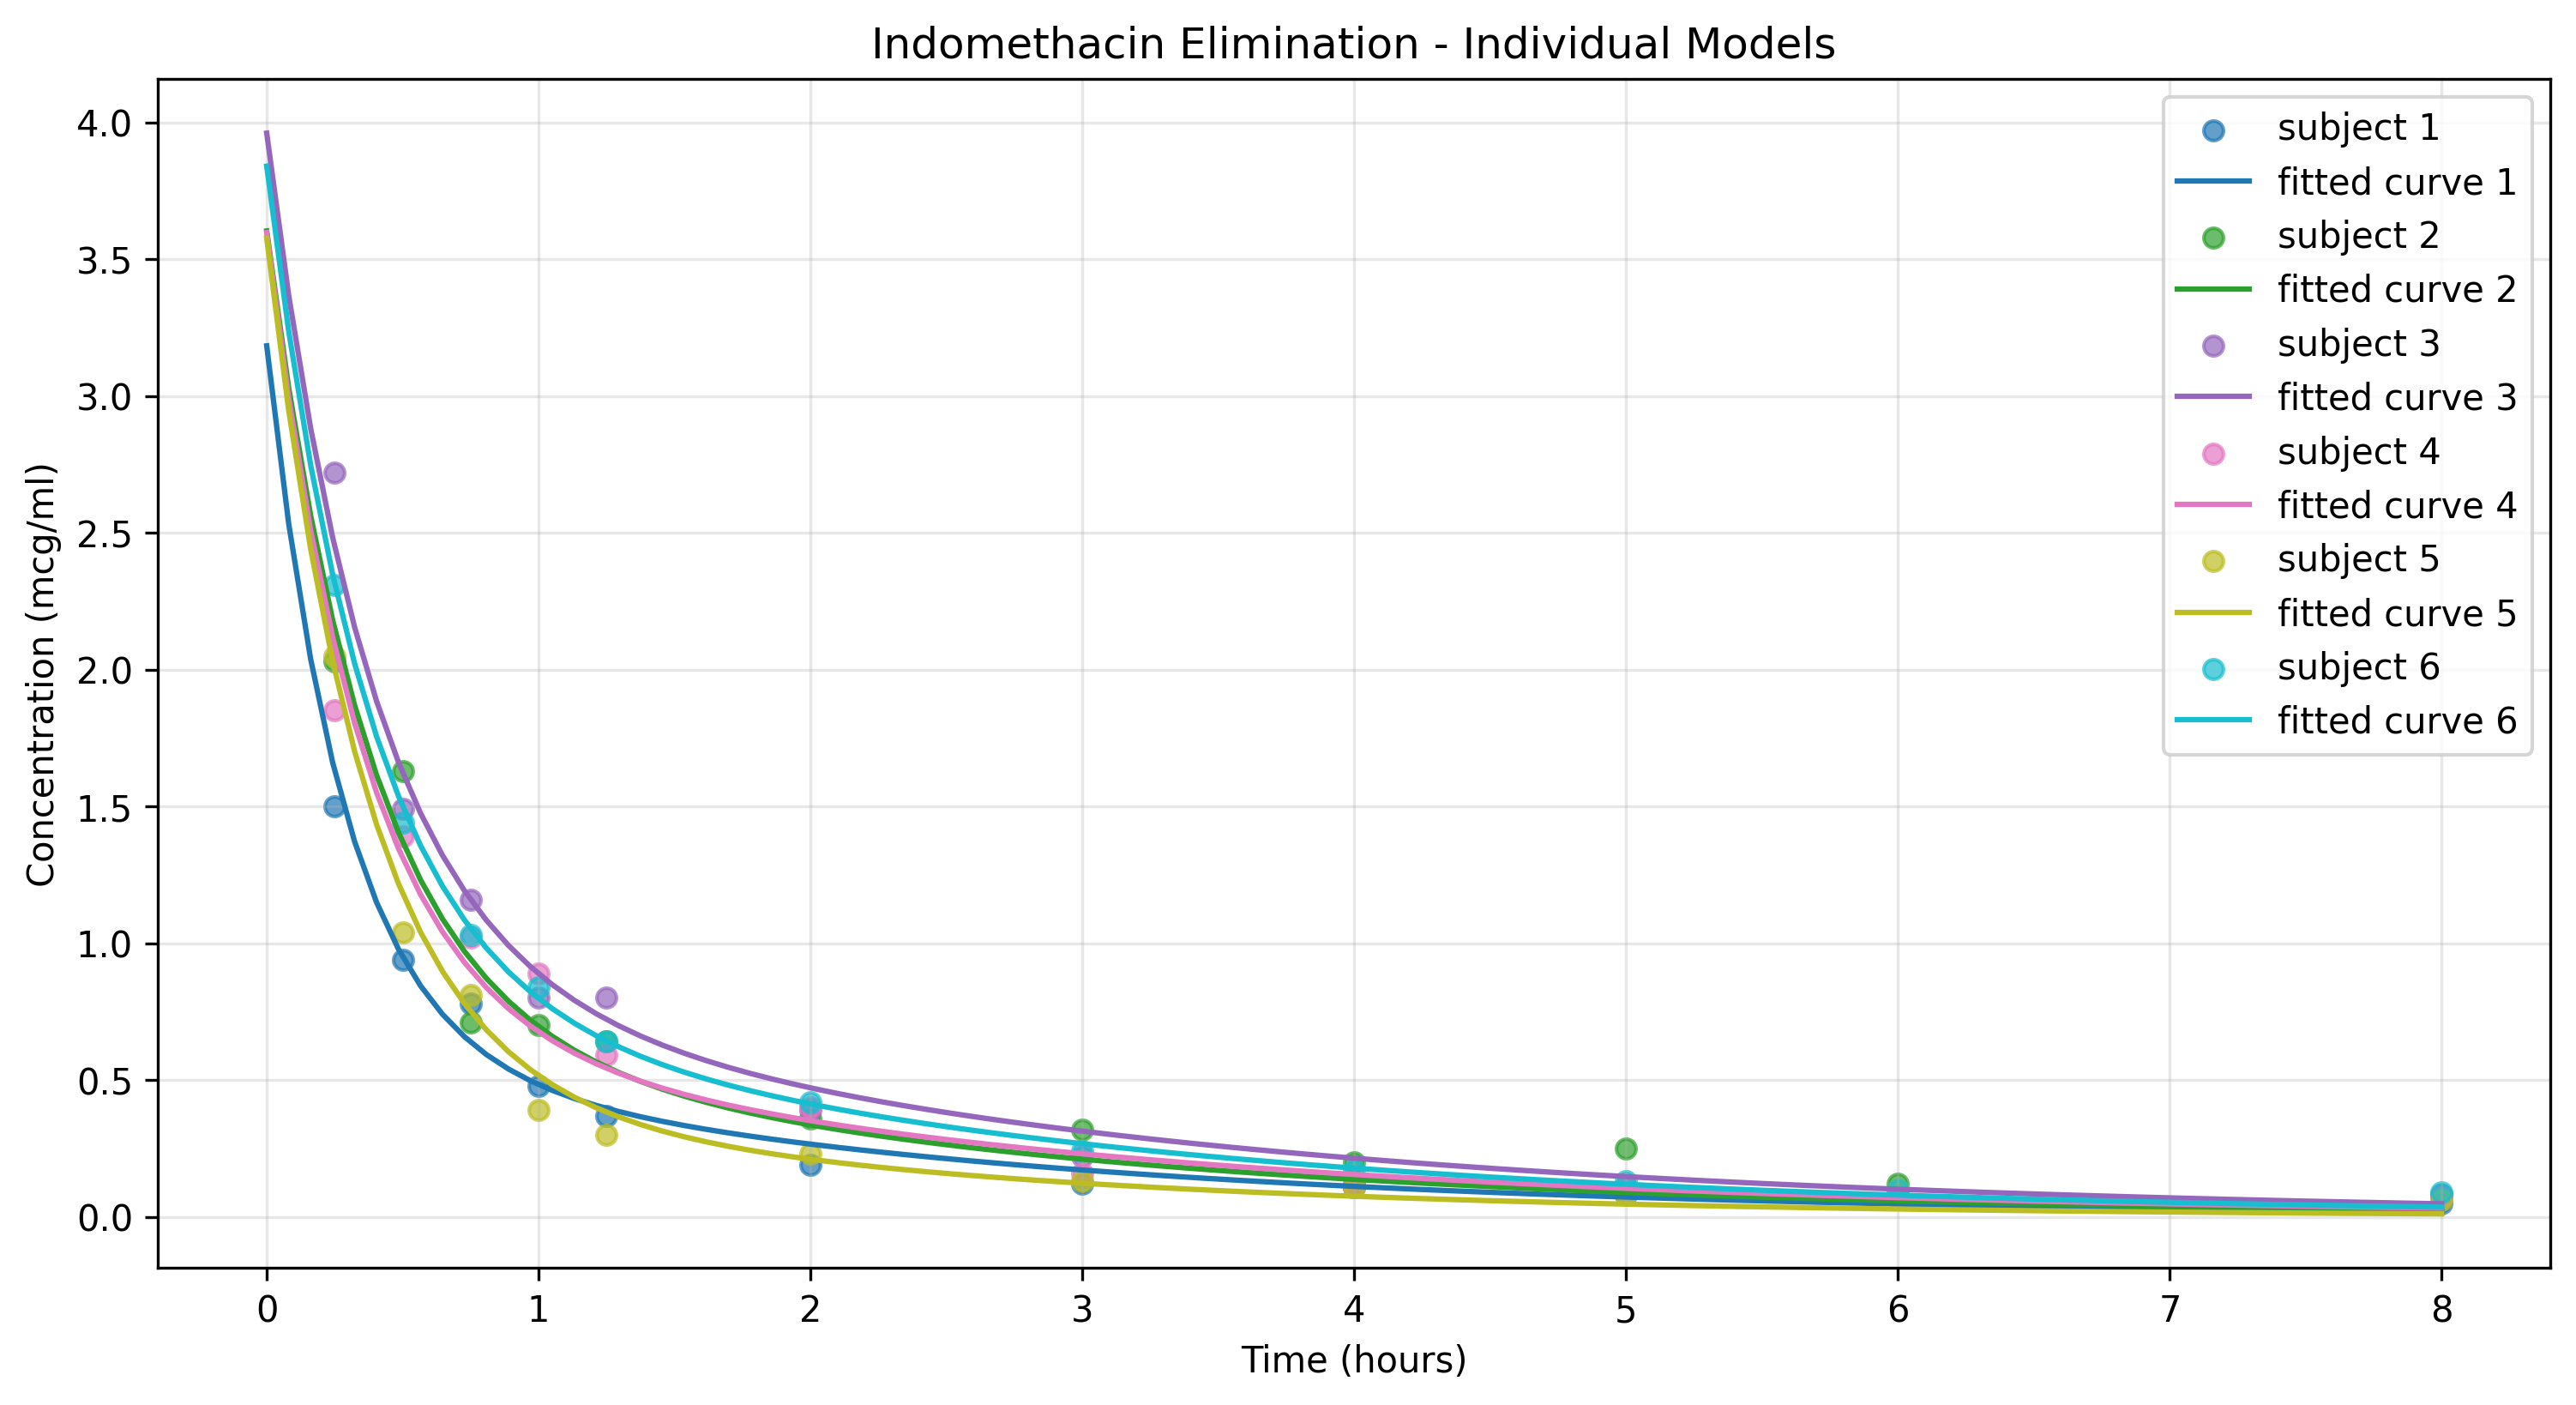 Indomethacin Elimination - Individual Models
Concentration (mcg/ml)
4.0
3.5
3.0
2.5
2.0
1.5
1.0
0.5
0.0
0 1 2 3 4 5 6 7 8
Time (hours)
subject 1
fitted curve 1
subject 2
fitted curve 2
subject 3
fitted curve 3
subject 4
fitted curve 4
subject 5
fitted curve 5
subject 6
fitted curve 6